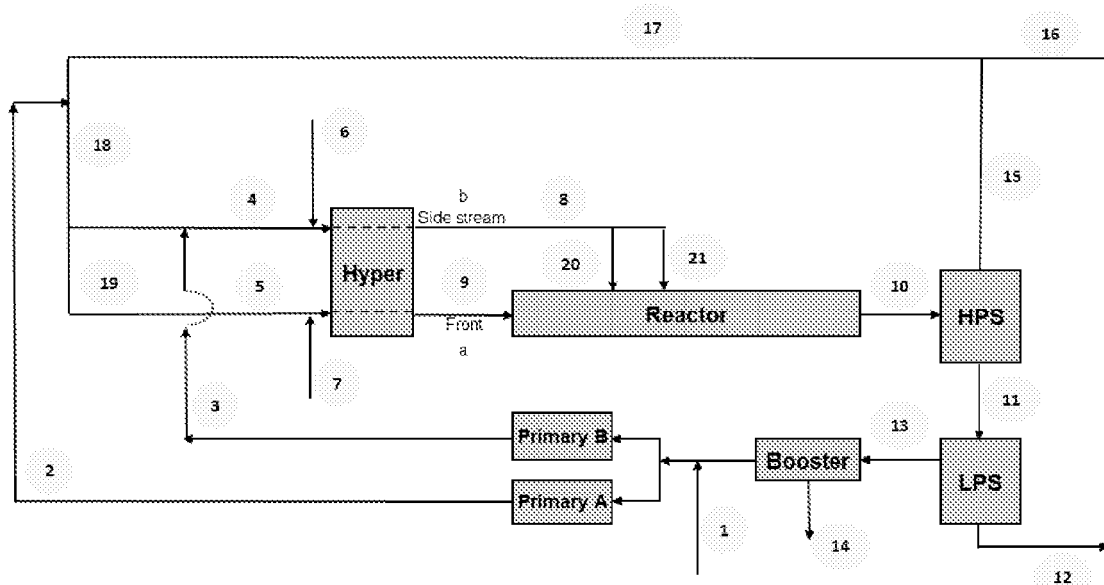 17
16
18
6
15
4
b
8
Side stream
Hyper
19
5
9
20
21
10
Reactor
HPS
Front
a
7
3
11
Primary B
13
2
Booster
LPS
Primary A
1
14
12